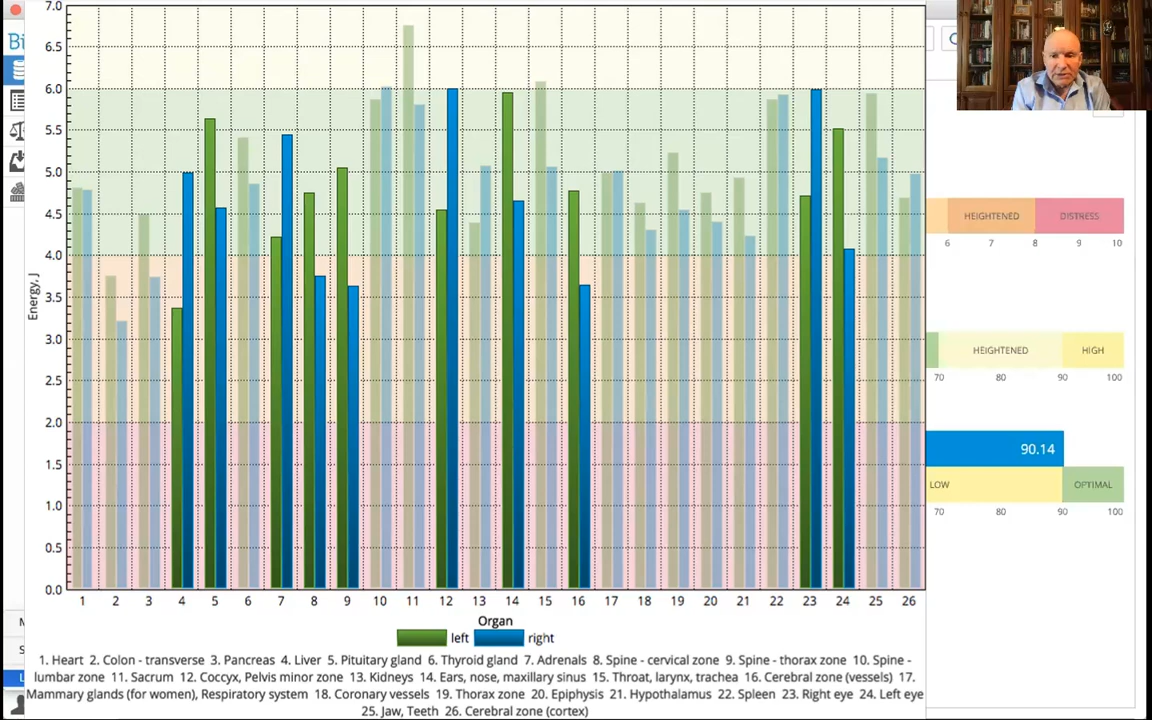 Bi
7.0
6.5
6.0
5.5
5.0
4.5
4.0
3.5
3.0
2.5
2.0
1.5
1.0
0.5
0.0
Energy, J
1 2 3 4 5 6 7 8 9 10 11 12 13 14 15 16 17 18 19 20 21 22 23 24 25 26
Organ
left right
1. Heart 2. Colon - transverse 3. Pancreas 4. Liver 5. Pituitary gland 6. Thyroid gland 7. Adrenals 8. Spine - cervical zone 9. Spine - thorax zone 10. Spine -
lumbar zone 11. Sacrum 12. Coccyx, Pelvis minor zone 13. Kidneys 14. Ears, nose, maxillary sinus 15. Throat, larynx, trachea 16. Cerebral zone (vessels) 17.
Mammary glands (for women), Respiratory system 18. Coronary vessels 19. Thorax zone 20. Epiphysis 21. Hypothalamus 22. Spleen 23. Right eye 24. Left eye
25. Jaw, Teeth 26. Cerebral zone (cortex)
HEIGHTENED DISTRESS
6 7 8 9 10
HEIGHTENED HIGH
70 80 90 100
90.14
LOW OPTIMAL
70 80 90 100